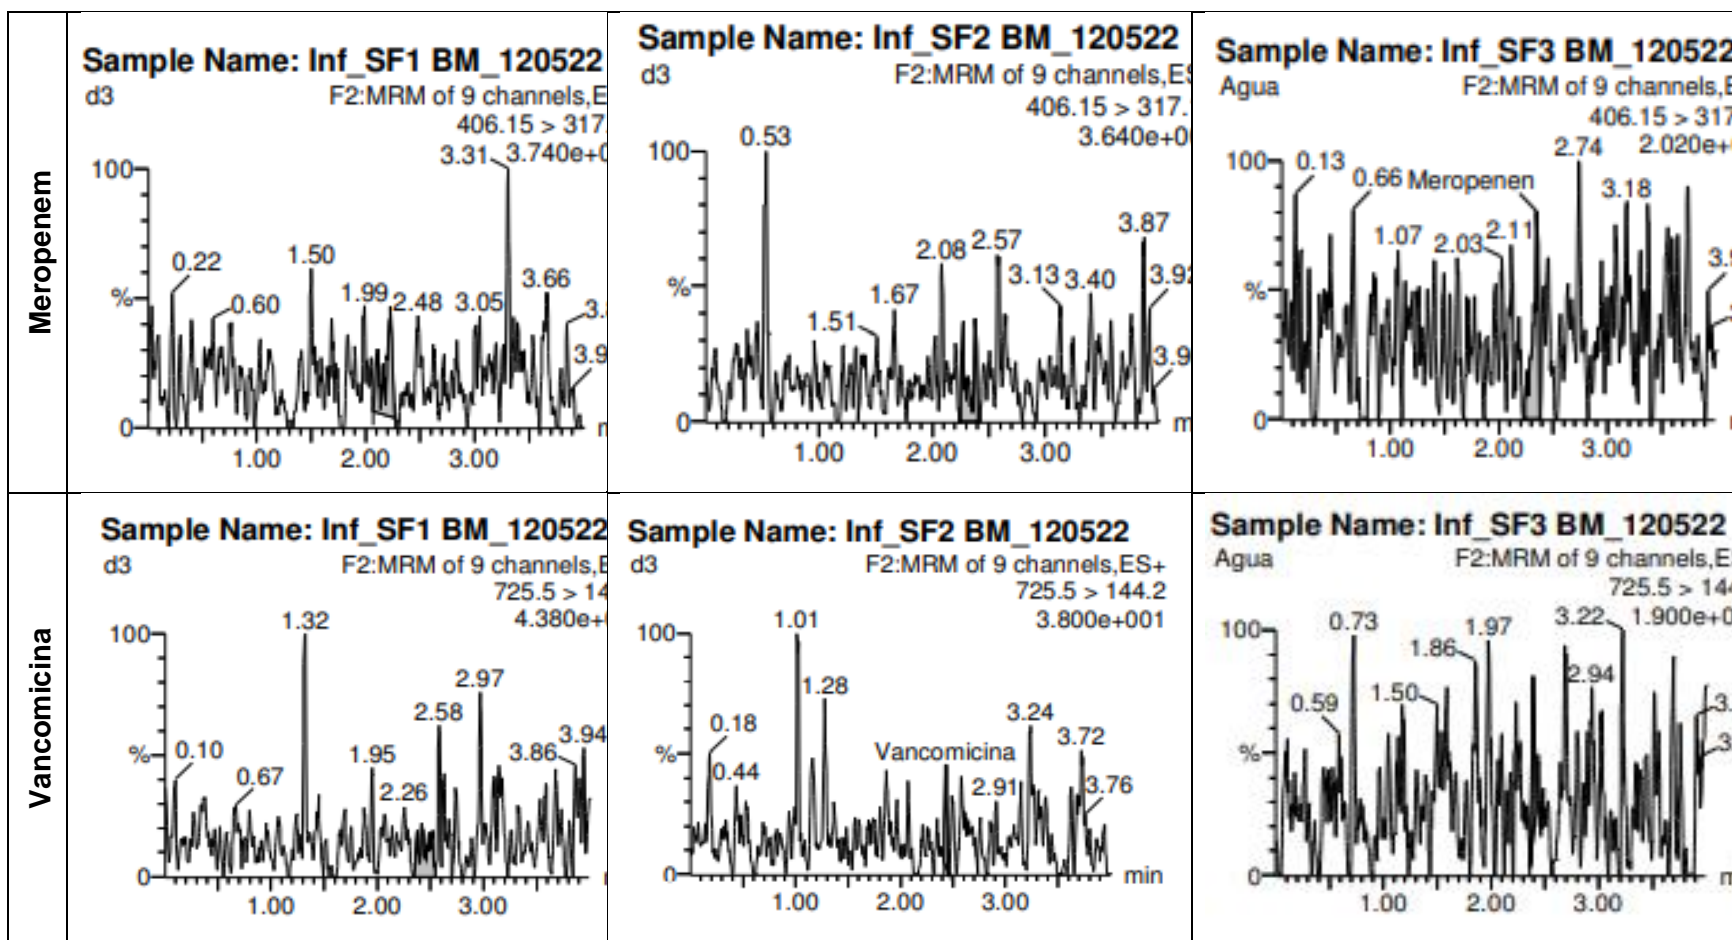 Meropenem
Sample Name: Inf_SF1 BM_120522
d3
F2:MRM of 9 channels,E
406.15 > 317.
3.740e+0
3.31
100
0.22
0.60
1.50
1.99
2.48
3.05
3.66
3.9
%
0
1.00 2.00 3.00
Sample Name: Inf_SF2 BM_120522
d3
F2:MRM of 9 channels,ES
406.15 > 317.
3.640e+0
100
0.53
1.51
1.67
2.08
2.57
3.13
3.40
3.87
3.92
3.9
%
0
m
1.00 2.00 3.00
Sample Name: Inf_SF3 BM_120522
Agua
F2:MRM of 9 channels,E
406.15 > 317
2.020e+
100
0.13
0.66
Meropenen
1.07
2.03
2.11
2.74
3.18
%
0
1.00 2.00 3.00
Vancomicina
Sample Name: Inf_SF1 BM_120522
d3
F2:MRM of 9 channels,E
725.5 > 14
4.380e+
100
0.10
0.67
1.32
1.95
2.26
2.58
2.97
3.86
3.94
%
0
1.00 2.00 3.00
Sample Name: Inf_SF2 BM_120522
d3
F2:MRM of 9 channels,ES+
725.5 > 144.2
3.800e+001
100
0.18
0.44
1.01
1.28
Vancomicina
2.91
3.24
3.72
3.76
%
0
min
1.00 2.00 3.00
Sample Name: Inf_SF3 BM_120522
Agua
F2:MRM of 9 channels,E
725.5 > 144
1.900e+0
100
0.59
0.73
1.50
1.86
1.97
2.94
3.22
%
0
m
1.00 2.00 3.00